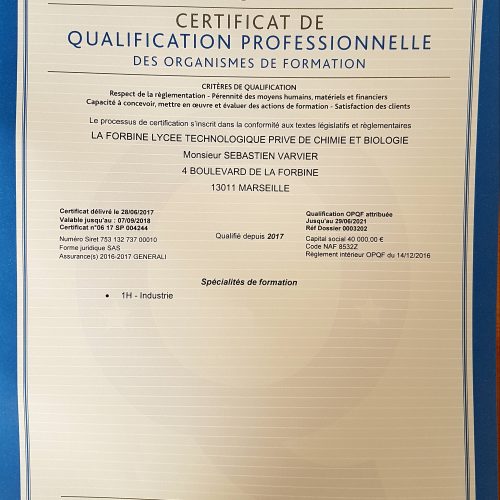 CERTIFICAT DE
QUALIFICATION PROFESSIONNELLE
DES ORGANISMES DE FORMATION
CRITÈRES DE QUALIFICATION
Respect de la règlementation - Pérennité des moyens humains, matériels et financiers
Capacité à concevoir, mettre en œuvre et évaluer des actions de formation - Satisfaction des clients
Le processus de certification s'inscrit dans la conformité aux textes législatifs et règlementaires
LA FORBINE LYCEE TECHNOLOGIQUE PRIVE DE CHIMIE ET BIOLOGIE
Monsieur SEBASTIEN VARVIER
4 BOULEVARD DE LA FORBINE
13011 MARSEILLE
Certificat délivré le 28/06/2017
Valable jusqu'au : 07/09/2018
Certificat n°06 17 SP 004244
Numéro Siret 753 132 737 00010
Forme juridique SAS
Assurance(s) 2016-2017 GENERALI
Qualifié depuis 2017
Qualification OPQF attribuée
Jusqu'au 29/06/2021
Réf Dossier 0003202
Capital social 40 000,00 €
Code NAF 8532Z
Règlement intérieur OPQF du 14/12/2016
Spécialités de formation
• 1H - Industrie